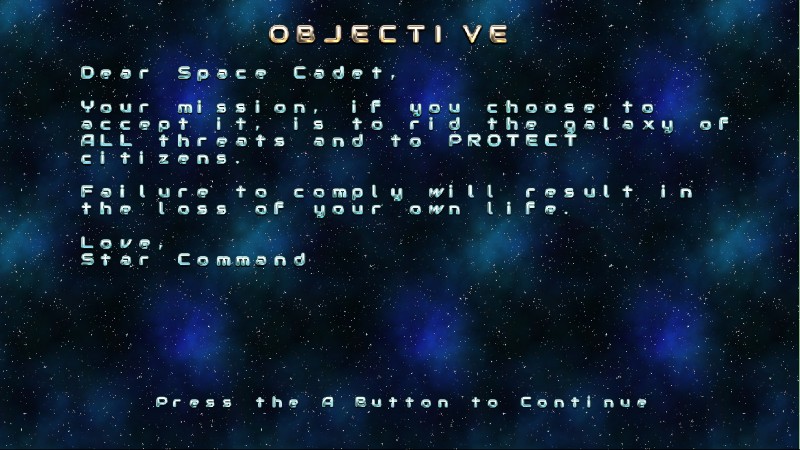 OBJECTIVE
Dear Space Cadet,
Your mission, if you choose to
accept it, is to rid the galaxy of
ALL threats and to PROTECT
citizens.
Failure to comply will result in
the loss of your own life.
Love,
Star Command
Press the A Button to Continue